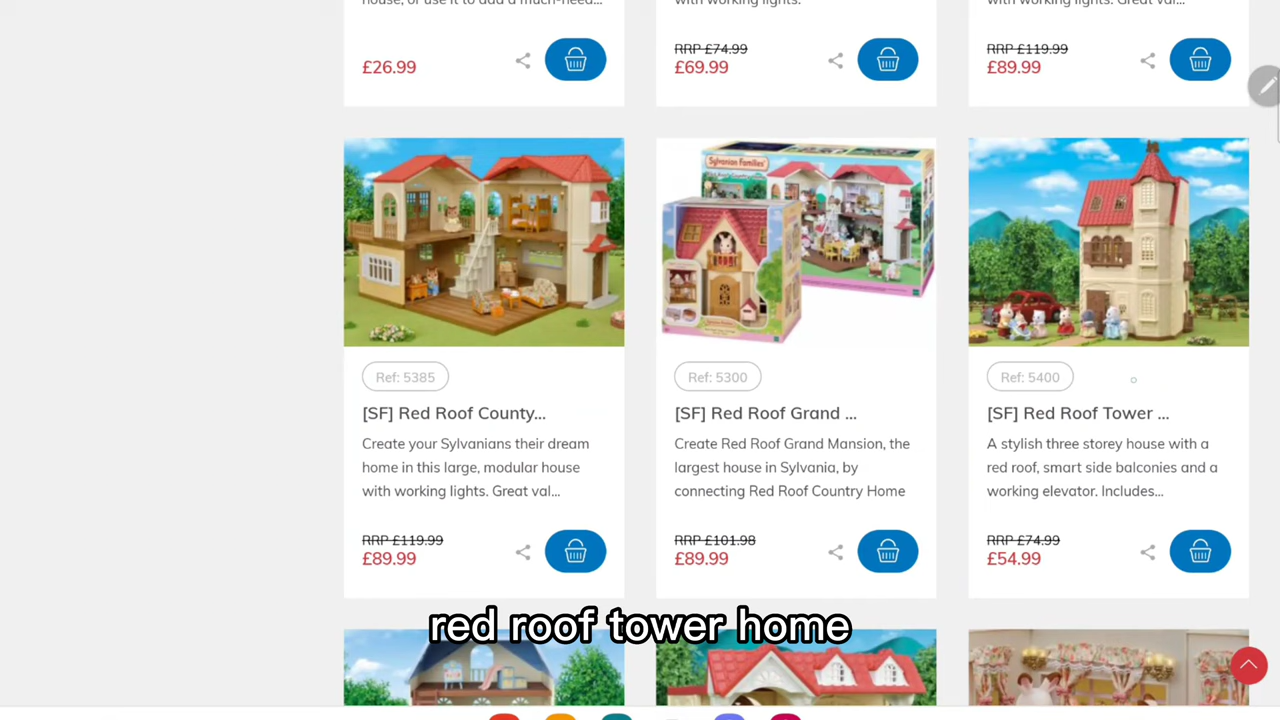 house, or use it to add a much-need...
with working lights.
with working lights. Great val...
£26.99
RRP £74.99
£69.99
RRP £119.99
£89.99
Sylvanian Families
Ref: 5385
[SF] Red Roof County...
Create your Sylvanians their dream
home in this large, modular house
with working lights. Great val...
RRP £119.99
£89.99
Ref: 5300
[SF] Red Roof Grand ...
Create Red Roof Grand Mansion, the
largest house in Sylvania, by
connecting Red Roof Country Home
RRP £101.98
£89.99
Ref: 5400
[SF] Red Roof Tower ...
A stylish three storey house with a
red roof, smart side balconies and a
working elevator. Includes...
RRP £74.99
£54.99
red roof tower home